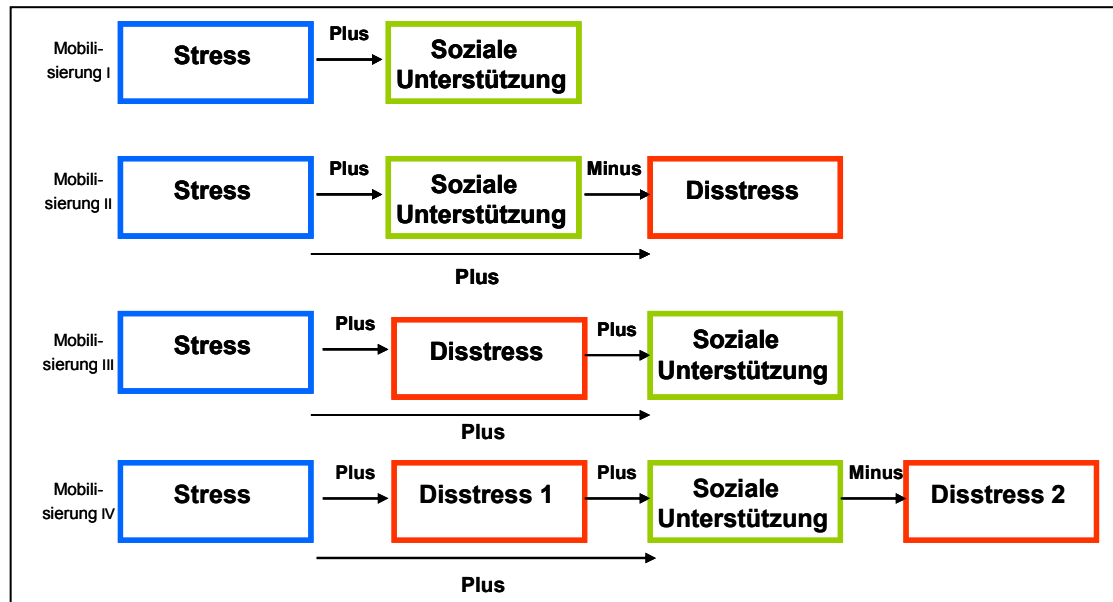 Mobili-
sierung I
Stress
Plus
Soziale
Unterstützung
Mobili-
sierung II
Stress
Plus
Soziale
Unterstützung
Minus
Disstress
Plus
Mobili-
sierung III
Stress
Plus
Disstress
Plus
Soziale
Unterstützung
Plus
Mobili-
sierung IV
Stress
Plus
Disstress 1
Plus
Soziale
Unterstützung
Minus
Disstress 2
Plus